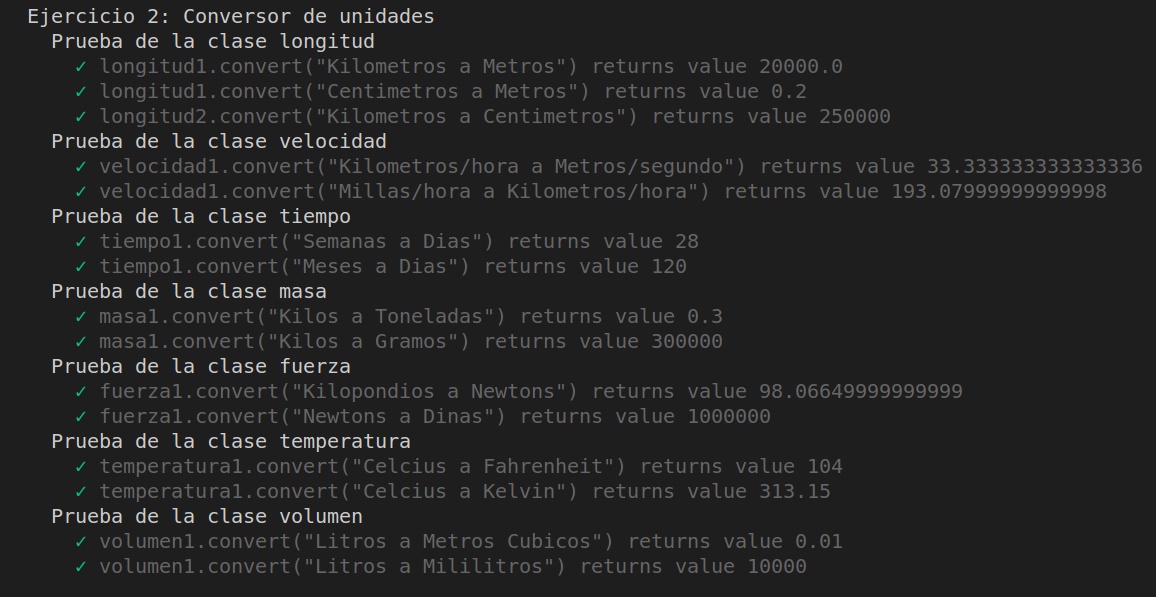 Ejercicio 2: Conversor de unidades
Prueba de la clase longitud
✓ longitud1.convert("Kilometros a Metros") returns value 20000.0
✓ longitud1.convert("Centimetros a Metros") returns value 0.2
✓ longitud2.convert("Kilometros a Centimetros") returns value 250000
Prueba de la clase velocidad
✓ velocidad1.convert("Kilometros/hora a Metros/segundo") returns value 33.333333333333336
✓ velocidad1.convert("Millas/hora a Kilometros/hora") returns value 193.07999999999998
Prueba de la clase tiempo
✓ tiempo1.convert("Semanas a Dias") returns value 28
✓ tiempo1.convert("Meses a Dias") returns value 120
Prueba de la clase masa
✓ masa1.convert("Kilos a Toneladas") returns value 0.3
✓ masa1.convert("Kilos a Gramos") returns value 300000
Prueba de la clase fuerza
✓ fuerza1.convert("Kilopondios a Newtons") returns value 98.06649999999999
✓ fuerza1.convert("Newtons a Dinas") returns value 1000000
Prueba de la clase temperatura
✓ temperatura1.convert("Celcius a Fahrenheit") returns value 104
✓ temperatura1.convert("Celcius a Kelvin") returns value 313.15
Prueba de la clase volumen
✓ volumen1.convert("Litros a Metros Cubicos") returns value 0.01
✓ volumen1.convert("Litros a Mililitros") returns value 10000